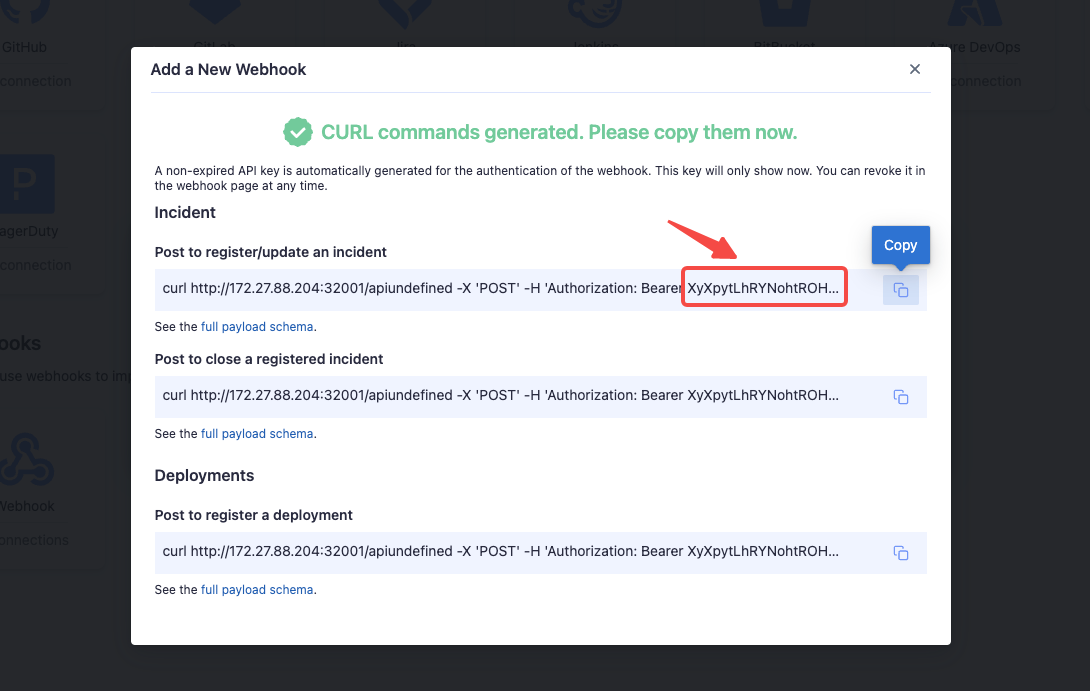 GitHub
GitLab
Jira
Jenkins
BitBucket
Azure DevOps
connection
connection
Add a New Webhook
CURL commands generated. Please copy them now.
A non-expired API key is automatically generated for the authentication of the webhook. This key will only show now. You can revoke it in
the webhook page at any time.
Incident
Post to register/update an incident
Copy
curl http://172.27.88.204:32001/apiundefined -X 'POST' -H 'Authorization: Bearer XyXpytLhRYNohtROH...
See the full payload schema.
Post to close a registered incident
curl http://172.27.88.204:32001/apiundefined -X 'POST' -H 'Authorization: Bearer XyXpytLhRYNohtROH...
See the full payload schema.
Deployments
Post to register a deployment
curl http://172.27.88.204:32001/apiundefined -X 'POST' -H 'Authorization: Bearer XyXpytLhRYNohtROH...
See the full payload schema.
P
agerDuty
connection
ooks
use webhooks to
Webhook
onnections